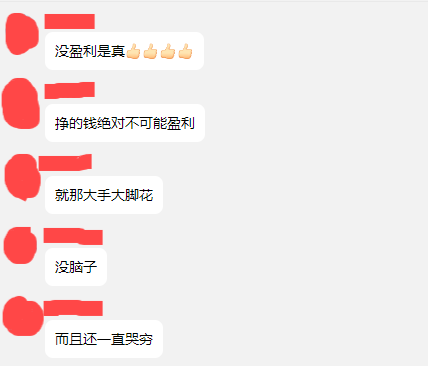 没盈利是真👍🏻👍🏻👍🏻👍🏻
挣的钱绝对不可能盈利
就那大手大脚花
没脑子
而且还一直哭穷